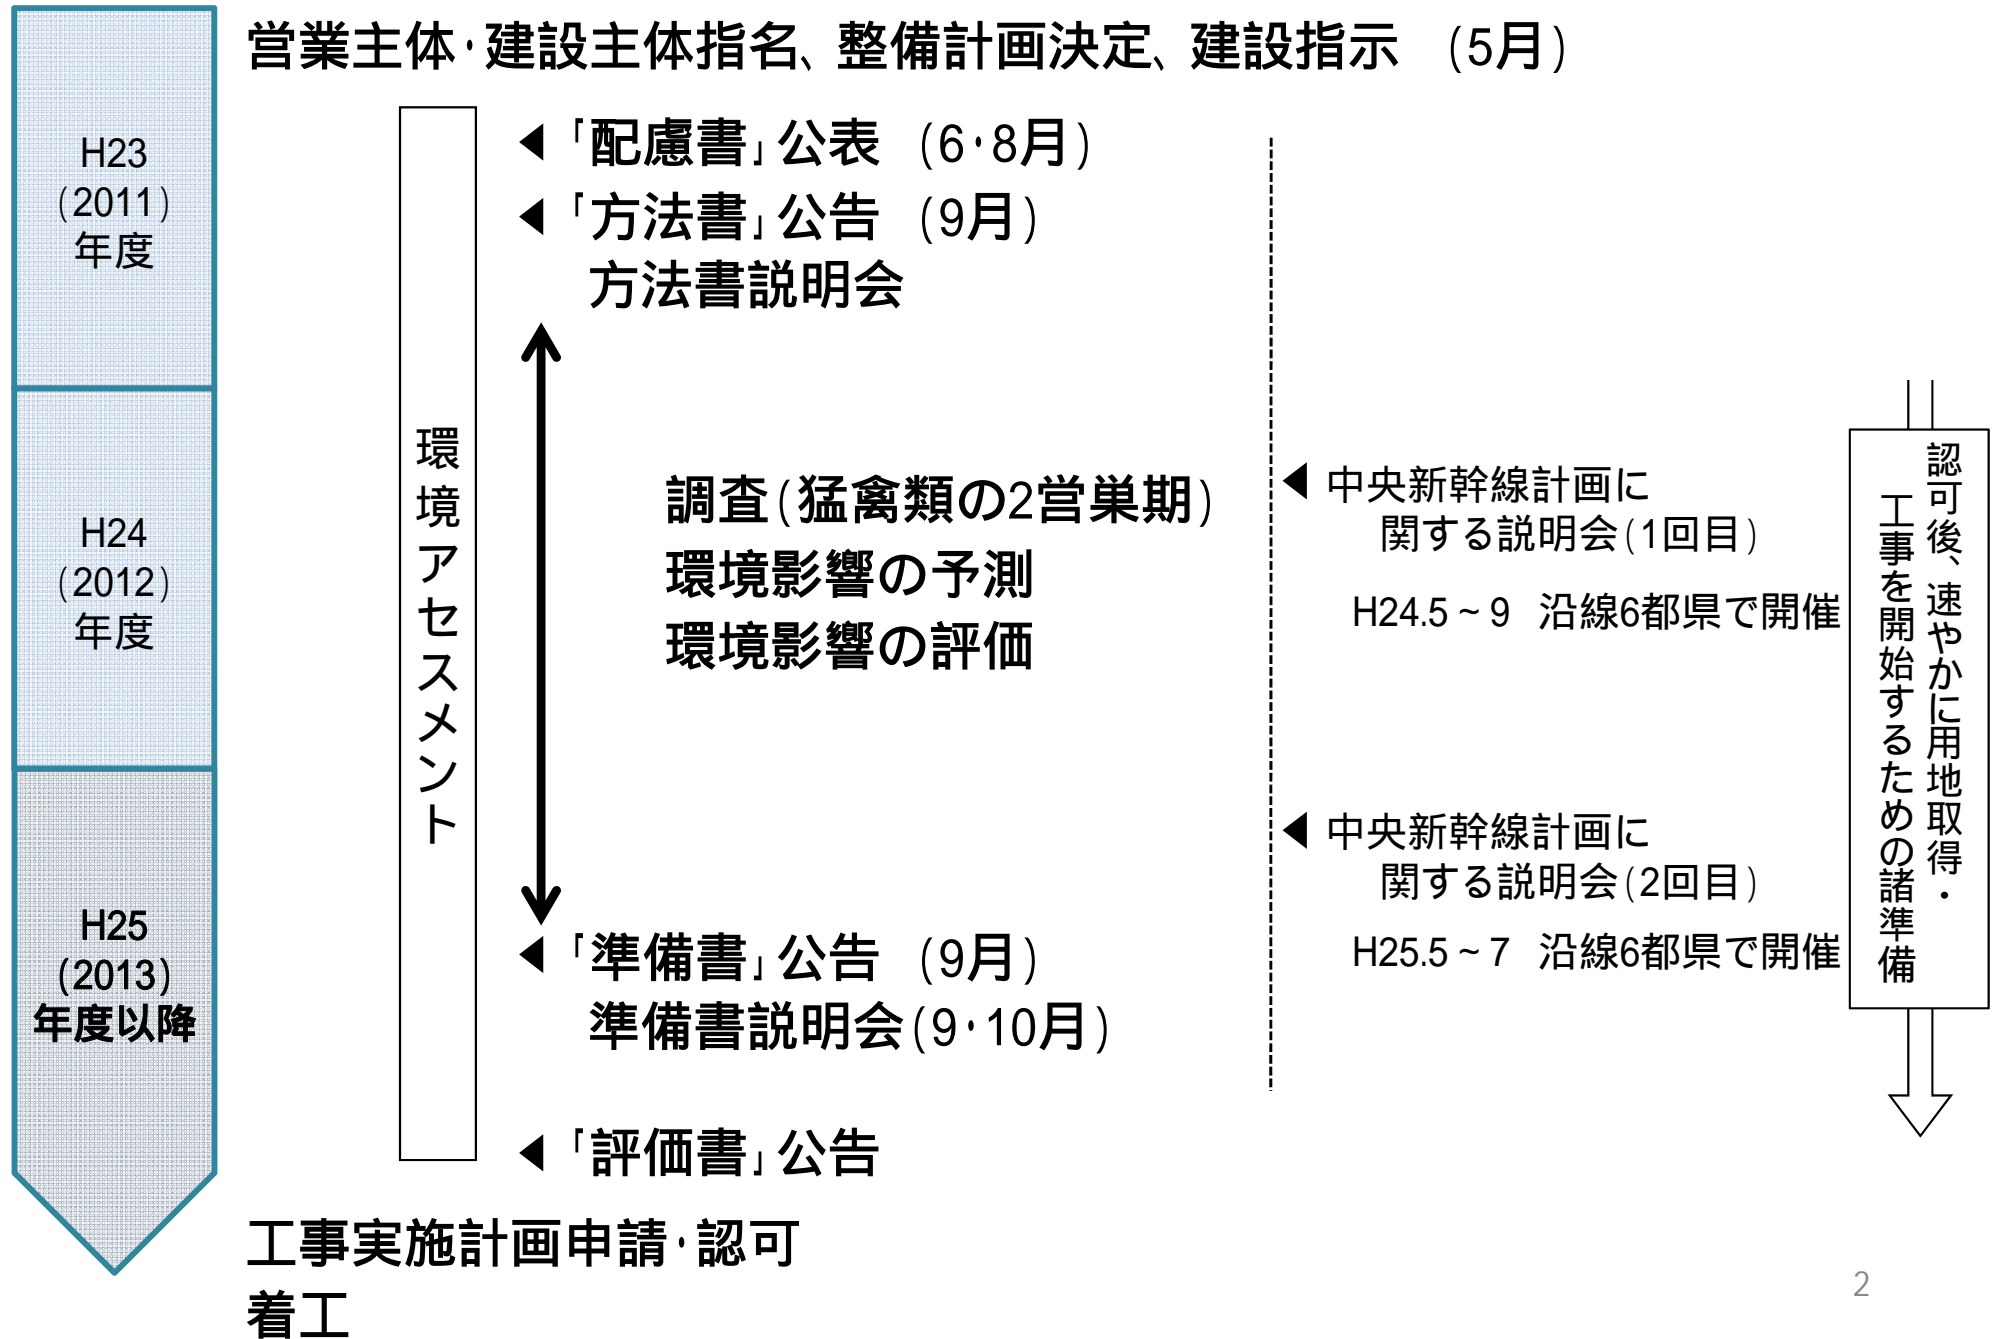 営業主体・建設主体指名、整備計画決定、建設指示　(5月)
H23
(2011)
年度
H24
(2012)
年度
H25
(2013)
年度以降
環境アセスメント
「配慮書」公表　(6・8月)
「方法書」公告　(9月)
方法書説明会
調査(猛禽類の2営巣期)
環境影響の予測
環境影響の評価
「準備書」公告　(9月)
準備書説明会(9・10月)
「評価書」公告
中央新幹線計画に
関する説明会(1回目)
H24.5~9　沿線6都県で開催
中央新幹線計画に
関する説明会(2回目)
H25.5~7　沿線6都県で開催
認可後、速やかに用地取得・
工事を開始するための諸準備
工事実施計画申請・認可
着工
2